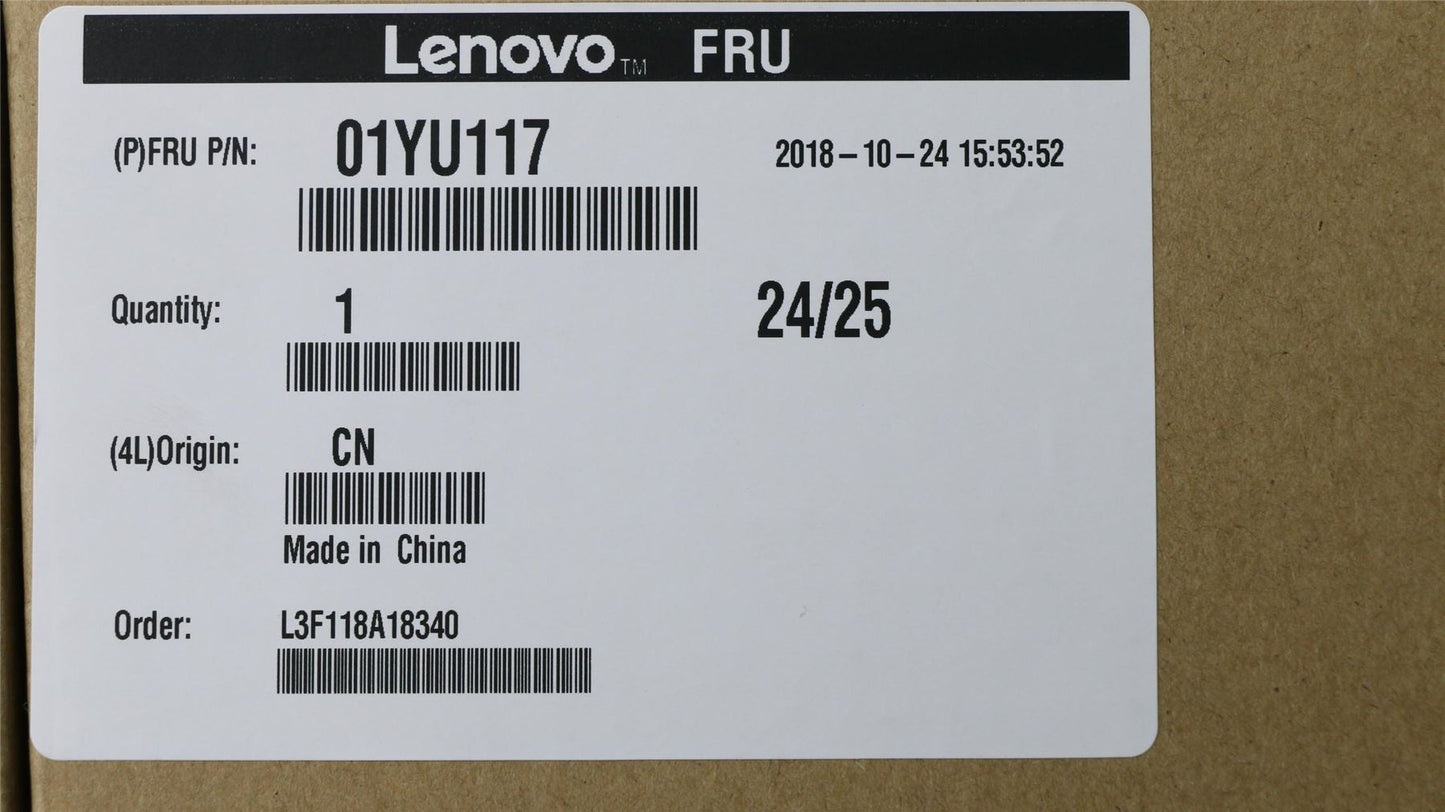 Lenovo™ FRU
(P)FRU P/N: 01YU117 2018-10-24 15:53:52
Quantity: 1 24/25
(4L)Origin: CN
Made in China
Order: L3F118A18340